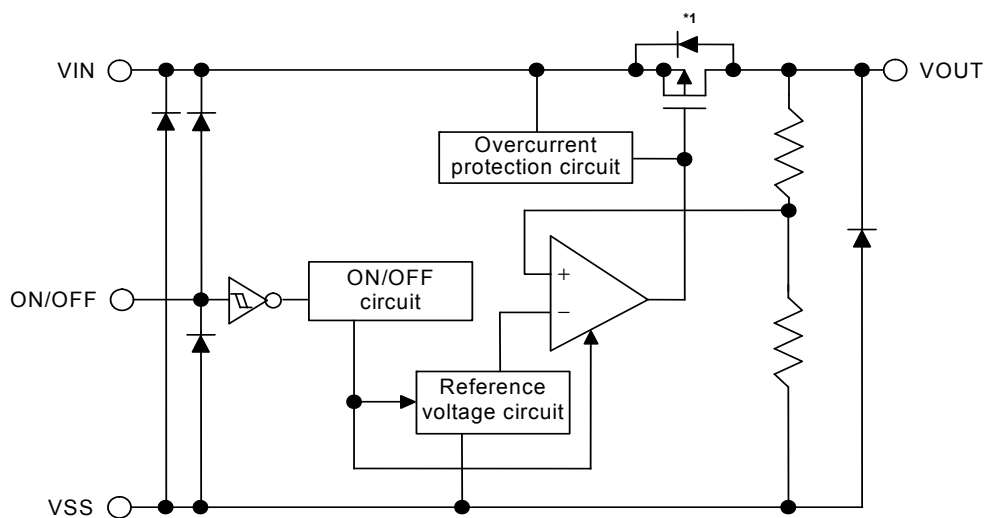 *1
VIN
VOUT
Overcurrent
protection circuit
ON/OFF
ON/OFF
circuit
+
−
Reference
voltage circuit
VSS